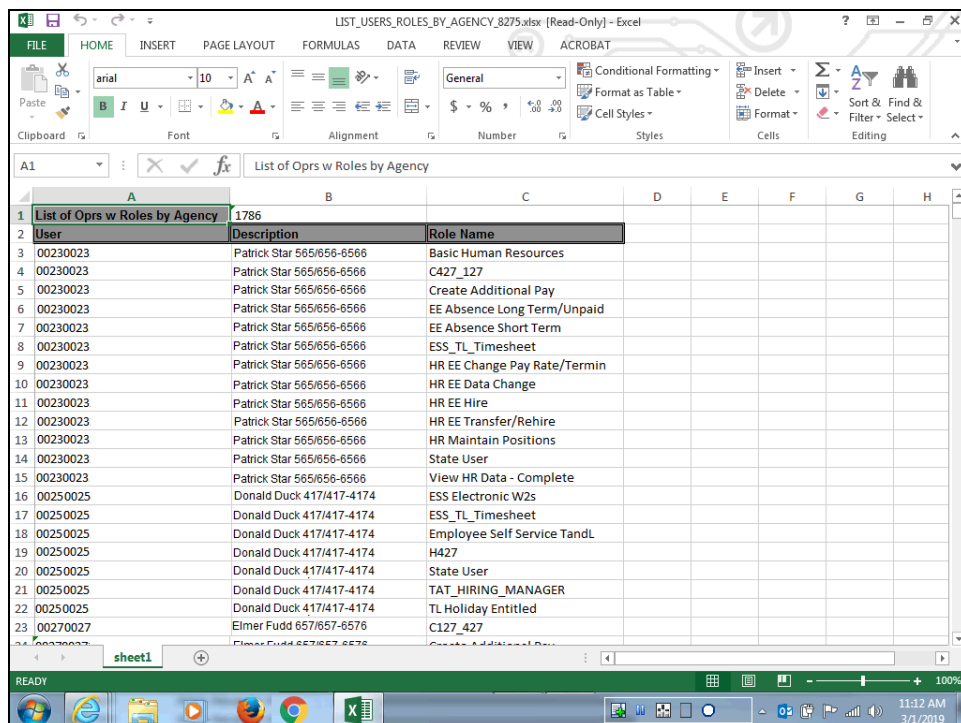 LIST_USERS_ROLES_BY_AGENCY_8275.xlsx [Read-Only] - Excel
FILE HOME INSERT PAGE LAYOUT FORMULAS DATA REVIEW VIEW ACROBAT
arial 10 General Conditional Formatting Insert
Paste Format as Table Delete Sort & Find &
B I U $ % Cell Styles Format Filter Select
Clipboard Font Alignment Number Styles Cells Editing
A1 fx List of Oprs w Roles by Agency
A B C D E F G H
1 List of Oprs w Roles by Agency 1786
2 User Description Role Name
3 00230023 Patrick Star 565/656-6566 Basic Human Resources
4 00230023 Patrick Star 565/656-6566 C427_127
5 00230023 Patrick Star 565/656-6566 Create Additional Pay
6 00230023 Patrick Star 565/656-6566 EE Absence Long Term/Unpaid
7 00230023 Patrick Star 565/656-6566 EE Absence Short Term
8 00230023 Patrick Star 565/656-6566 ESS_TL_Timesheet
9 00230023 Patrick Star 565/656-6566 HR EE Change Pay Rate/Termin
10 00230023 Patrick Star 565/656-6566 HR EE Data Change
11 00230023 Patrick Star 565/656-6566 HR EE Hire
12 00230023 Patrick Star 565/656-6566 HR EE Transfer/Rehire
13 00230023 Patrick Star 565/656-6566 HR Maintain Positions
14 00230023 Patrick Star 565/656-6566 State User
15 00230023 Patrick Star 565/656-6566 View HR Data - Complete
16 00250025 Donald Duck 417/417-4174 ESS Electronic W2s
17 00250025 Donald Duck 417/417-4174 ESS_TL_Timesheet
18 00250025 Donald Duck 417/417-4174 Employee Self Service TandL
19 00250025 Donald Duck 417/417-4174 H427
20 00250025 Donald Duck 417/417-4174 State User
21 00250025 Donald Duck 417/417-4174 TAT_HIRING_MANAGER
22 00250025 Donald Duck 417/417-4174 TL Holiday Entitled
23 00270027 Elmer Fudd 657/657-6576 C127_427
sheet1
READY 100%
11:12 AM
3/1/2019